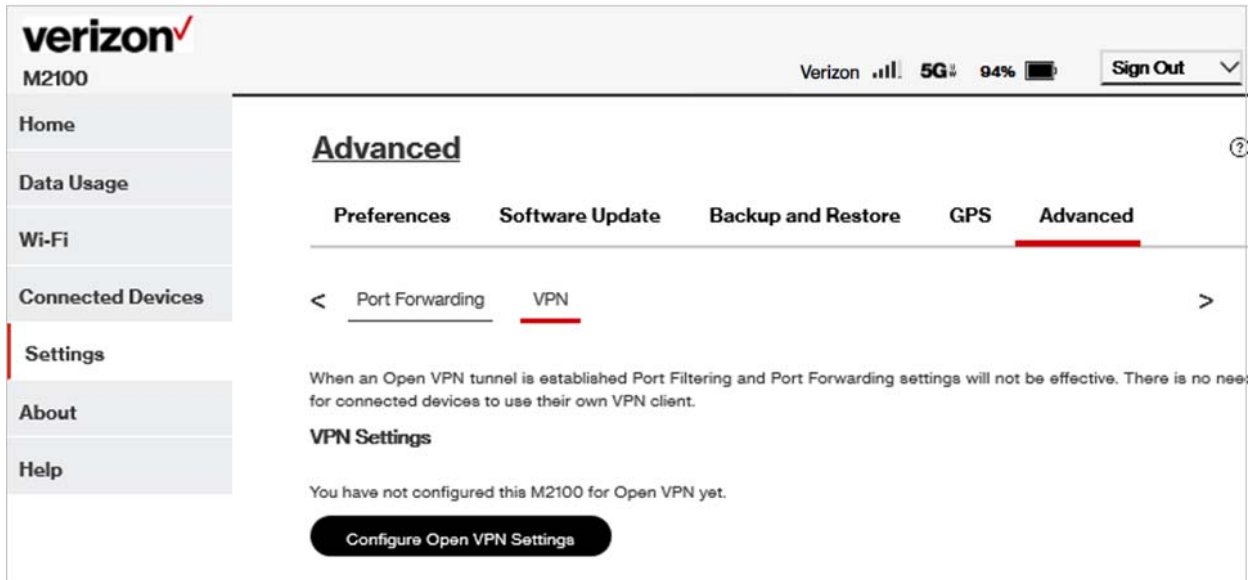 verizon
M2100
Verizon 5G 94% Sign Out
Home
Data Usage
Wi-Fi
Connected Devices
Settings
About
Help
Advanced
Preferences Software Update Backup and Restore GPS Advanced
< Port Forwarding VPN >
When an Open VPN tunnel is established Port Filtering and Port Forwarding settings will not be effective. There is no
for connected devices to use their own VPN client.
VPN Settings
You have not configured this M2100 for Open VPN yet.
Configure Open VPN Settings